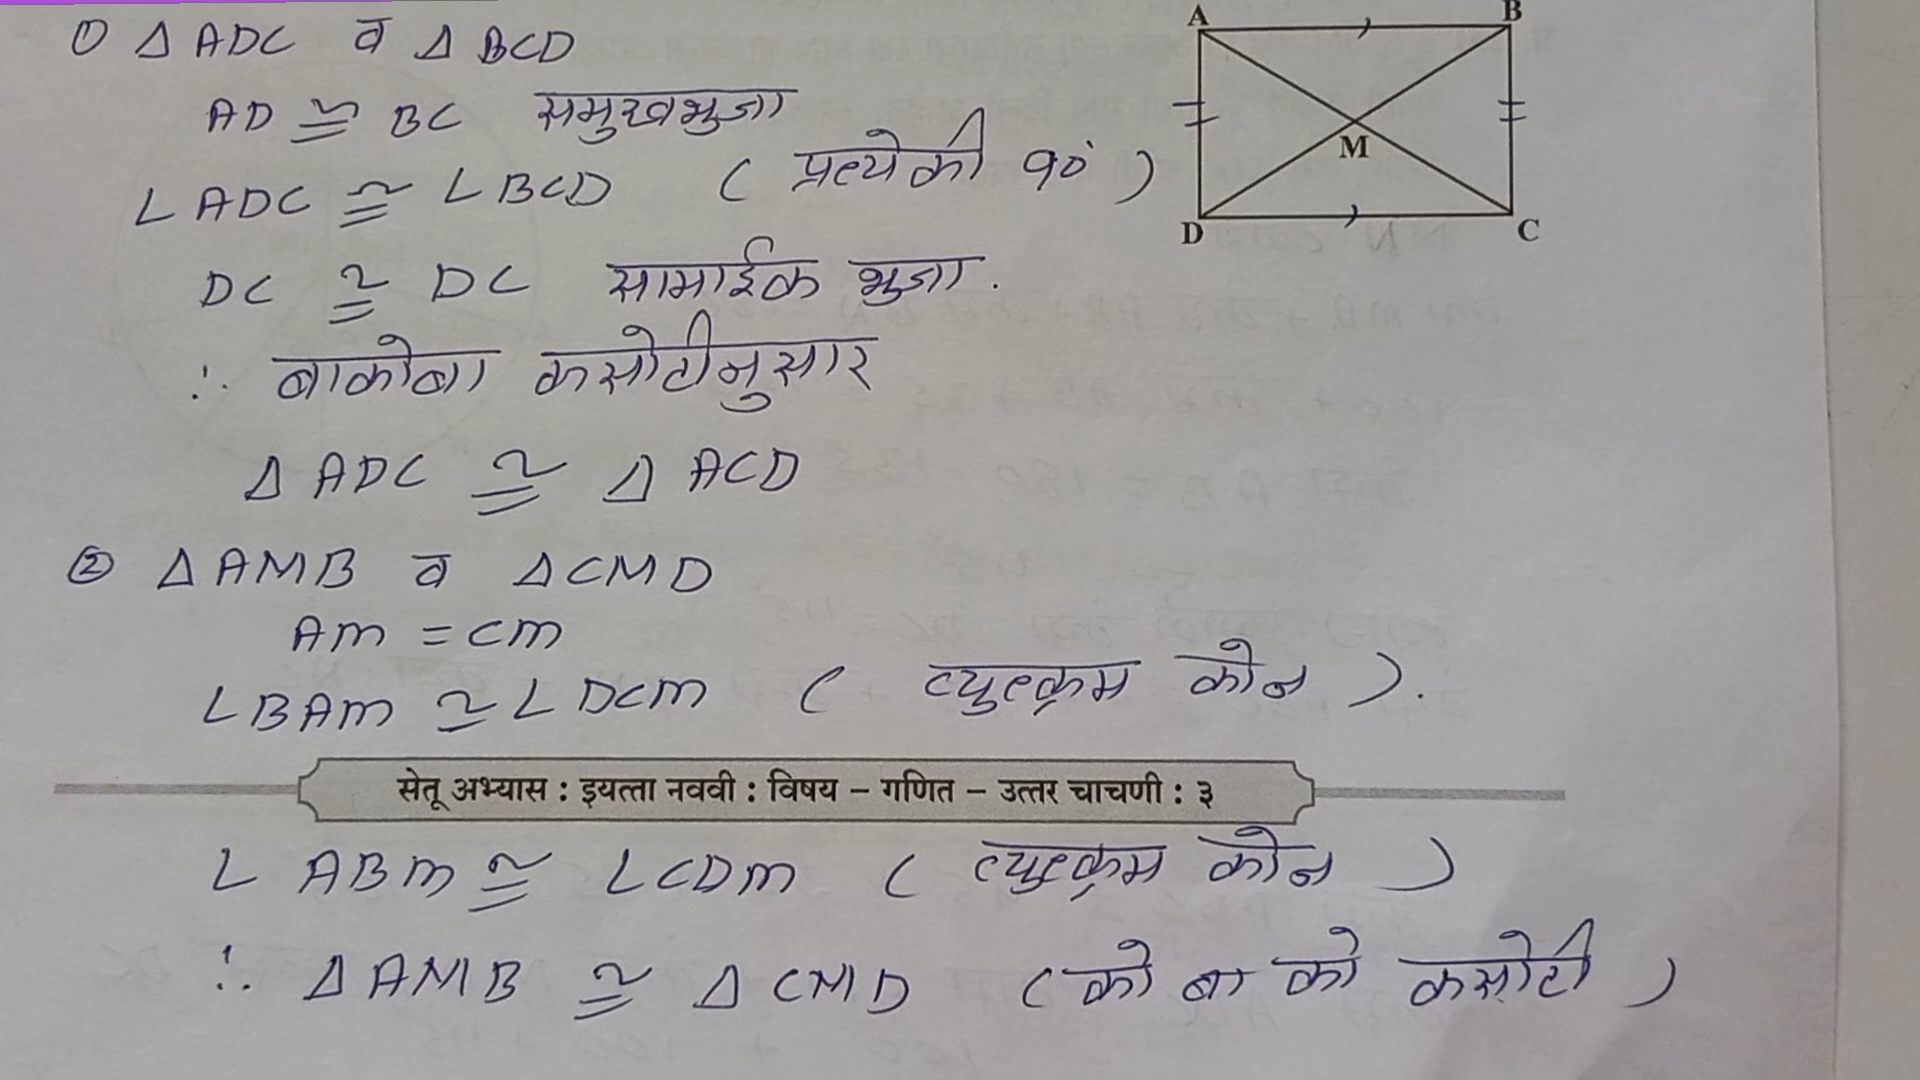 ① Δ ADC व Δ BCD
A B
AD ≅ BC समुखभुजा
∠ ADC ≅ ∠ BCD ( प्रत्येकी ९०° )
M
D C
DC ≅ DC सामाईक भुजा .
∴ बाकोबा कसोटीनुसार
Δ ADC ≅ Δ ACD
② Δ AMB व Δ CMD
AM = CM
∠ BAM ≅ ∠ DCM ( व्युत्क्रम कोन ) .
सेतू अभ्यास : इयत्ता नववी : विषय – गणित – उत्तर चाचणी : ३
∠ ABM ≅ ∠ CDM ( व्युत्क्रम कोन )
∴ Δ AMB ≅ Δ CMD ( को बा को कसोटी )